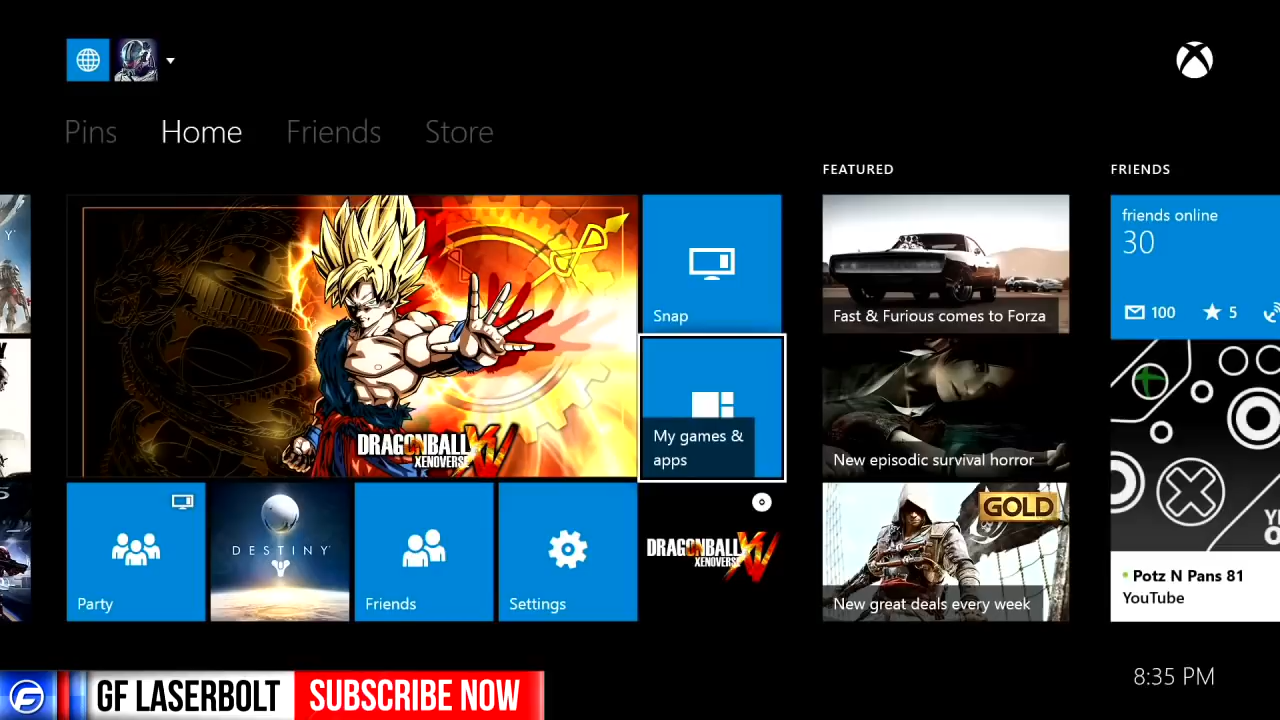 Pins Home Friends Store
FEATURED
FRIENDS
friends online
30
100 5
Snap
Fast & Furious comes to Forza
My games &
apps
DRAGONBALL XV
XENOVERSE
New episodic survival horror
GOLD
DESTINY
DRAGONBALL XV
XENOVERSE
Party
Friends
Settings
New great deals every week
Potz N Pans 81
YouTube
8:35 PM
GF LASERBOLT
SUBSCRIBE NOW